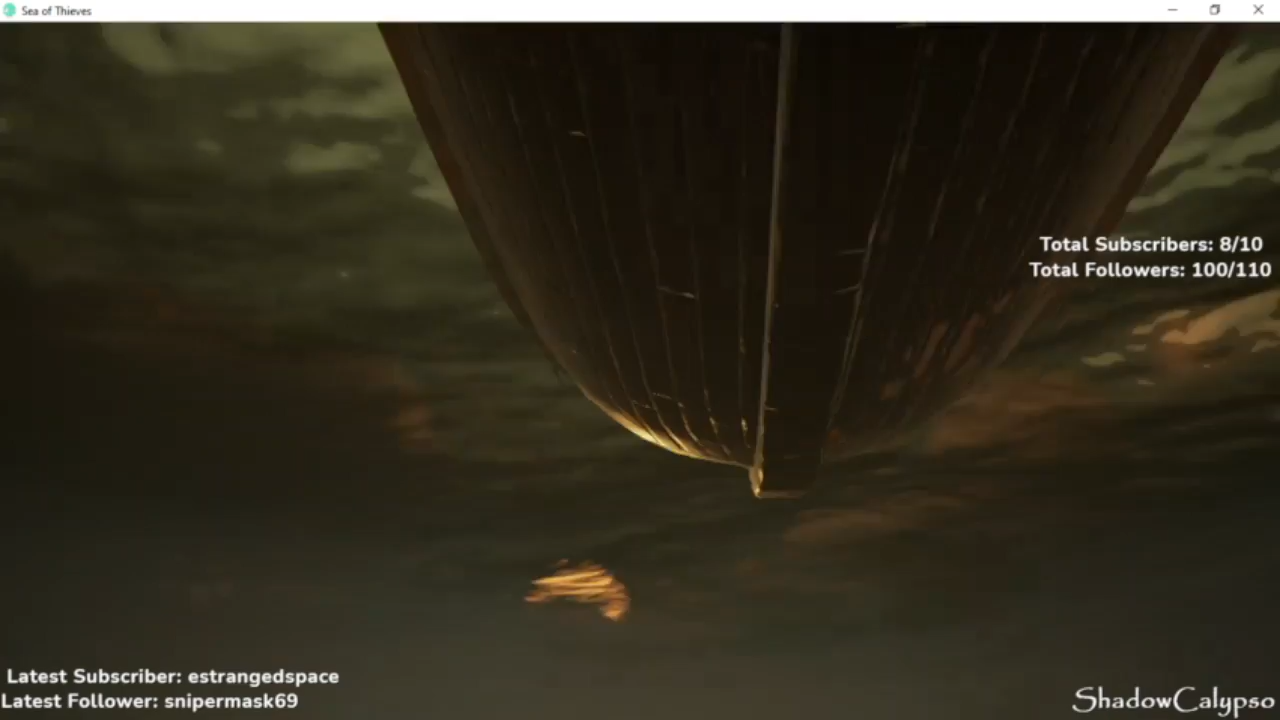 Sea of Thieves
Total Subscribers: 8/10
Total Followers: 100/110
Latest Subscriber: estrangedspace
Latest Follower: snipermask69
ShadowCalypso